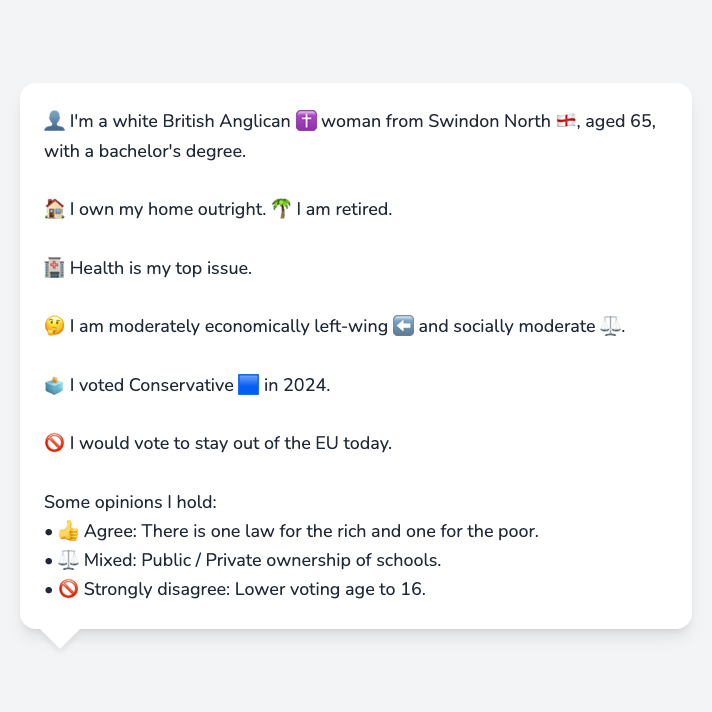 👤 I'm a white British Anglican ✝️ woman from Swindon North 🏴󠁧󠁢󠁥󠁮󠁧󠁿, aged 65,
with a bachelor's degree.
🏠 I own my home outright. 🌴 I am retired.
🏥 Health is my top issue.
🤔 I am moderately economically left-wing ⬅️ and socially moderate ⚖️.
🗳️ I voted Conservative 🟦 in 2024.
🚫 I would vote to stay out of the EU today.
Some opinions I hold:
• 👍 Agree: There is one law for the rich and one for the poor.
• ⚖️ Mixed: Public / Private ownership of schools.
• 🚫 Strongly disagree: Lower voting age to 16.